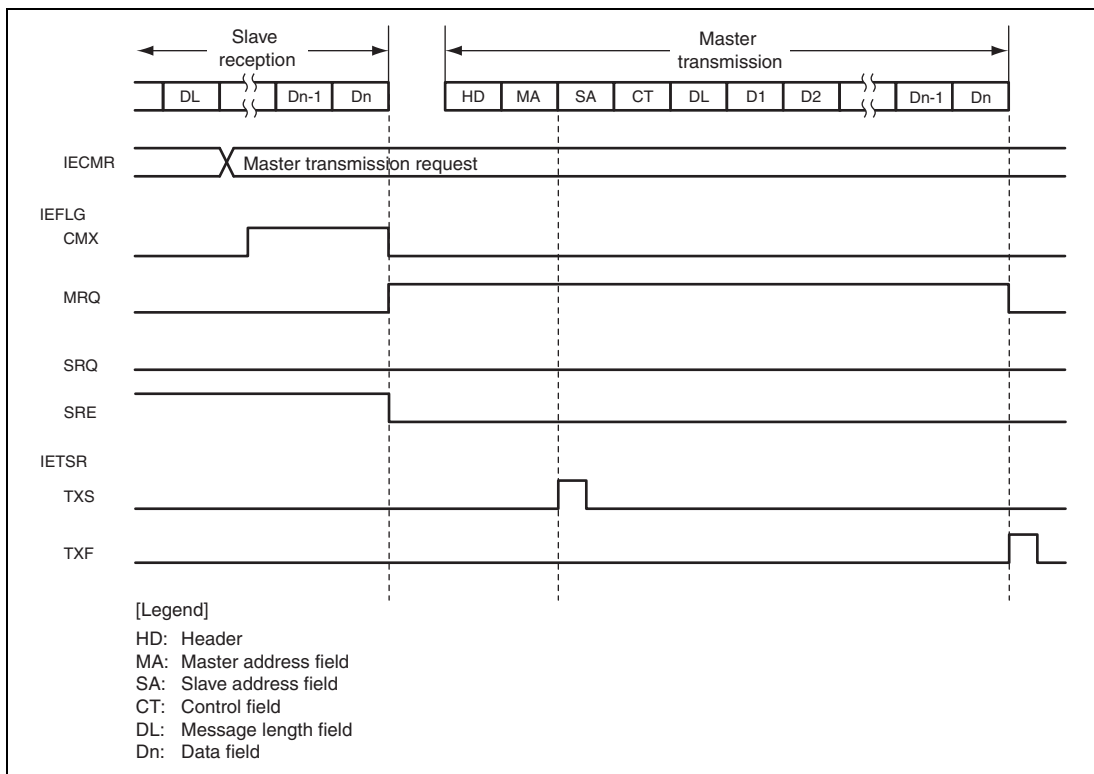 Slave
reception
Master
transmission
DL Dn-1 Dn HD MA SA CT DL D1 D2 Dn-1 Dn
IECMR Master transmission request
IEFLG
CMX
MRQ
SRQ
SRE
IETSR
TXS
TXF
[Legend]
HD: Header
MA: Master address field
SA: Slave address field
CT: Control field
DL: Message length field
Dn: Data field